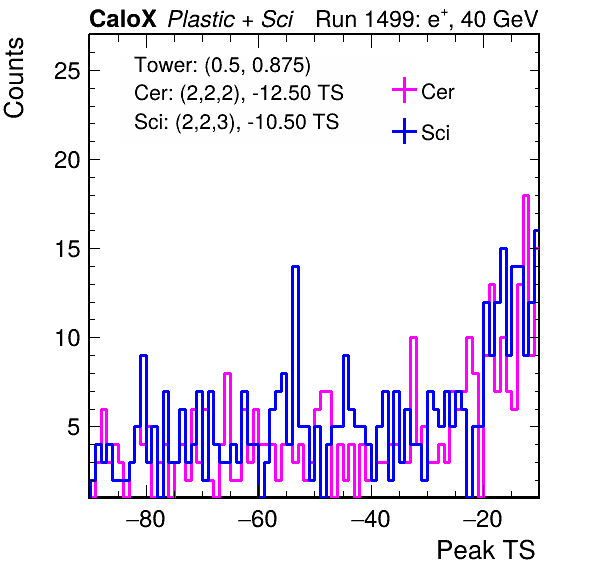 CaloX Plastic + Sci Run 1499: e+, 40 GeV
Counts
Tower: (0.5, 0.875)
Cer: (2,2,2), -12.50 TS
Sci: (2,2,3), -10.50 TS
Cer
Sci
25
20
15
10
5
−80 −60 −40 −20
Peak TS